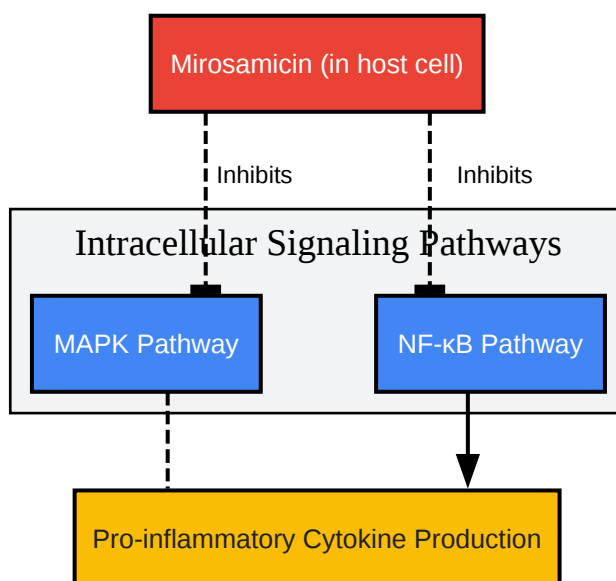 Mirosamicin (in host cell)
Inhibits
Inhibits
Intracellular Signaling Pathways
MAPK Pathway
NF-κB Pathway
Pro-inflammatory Cytokine Production